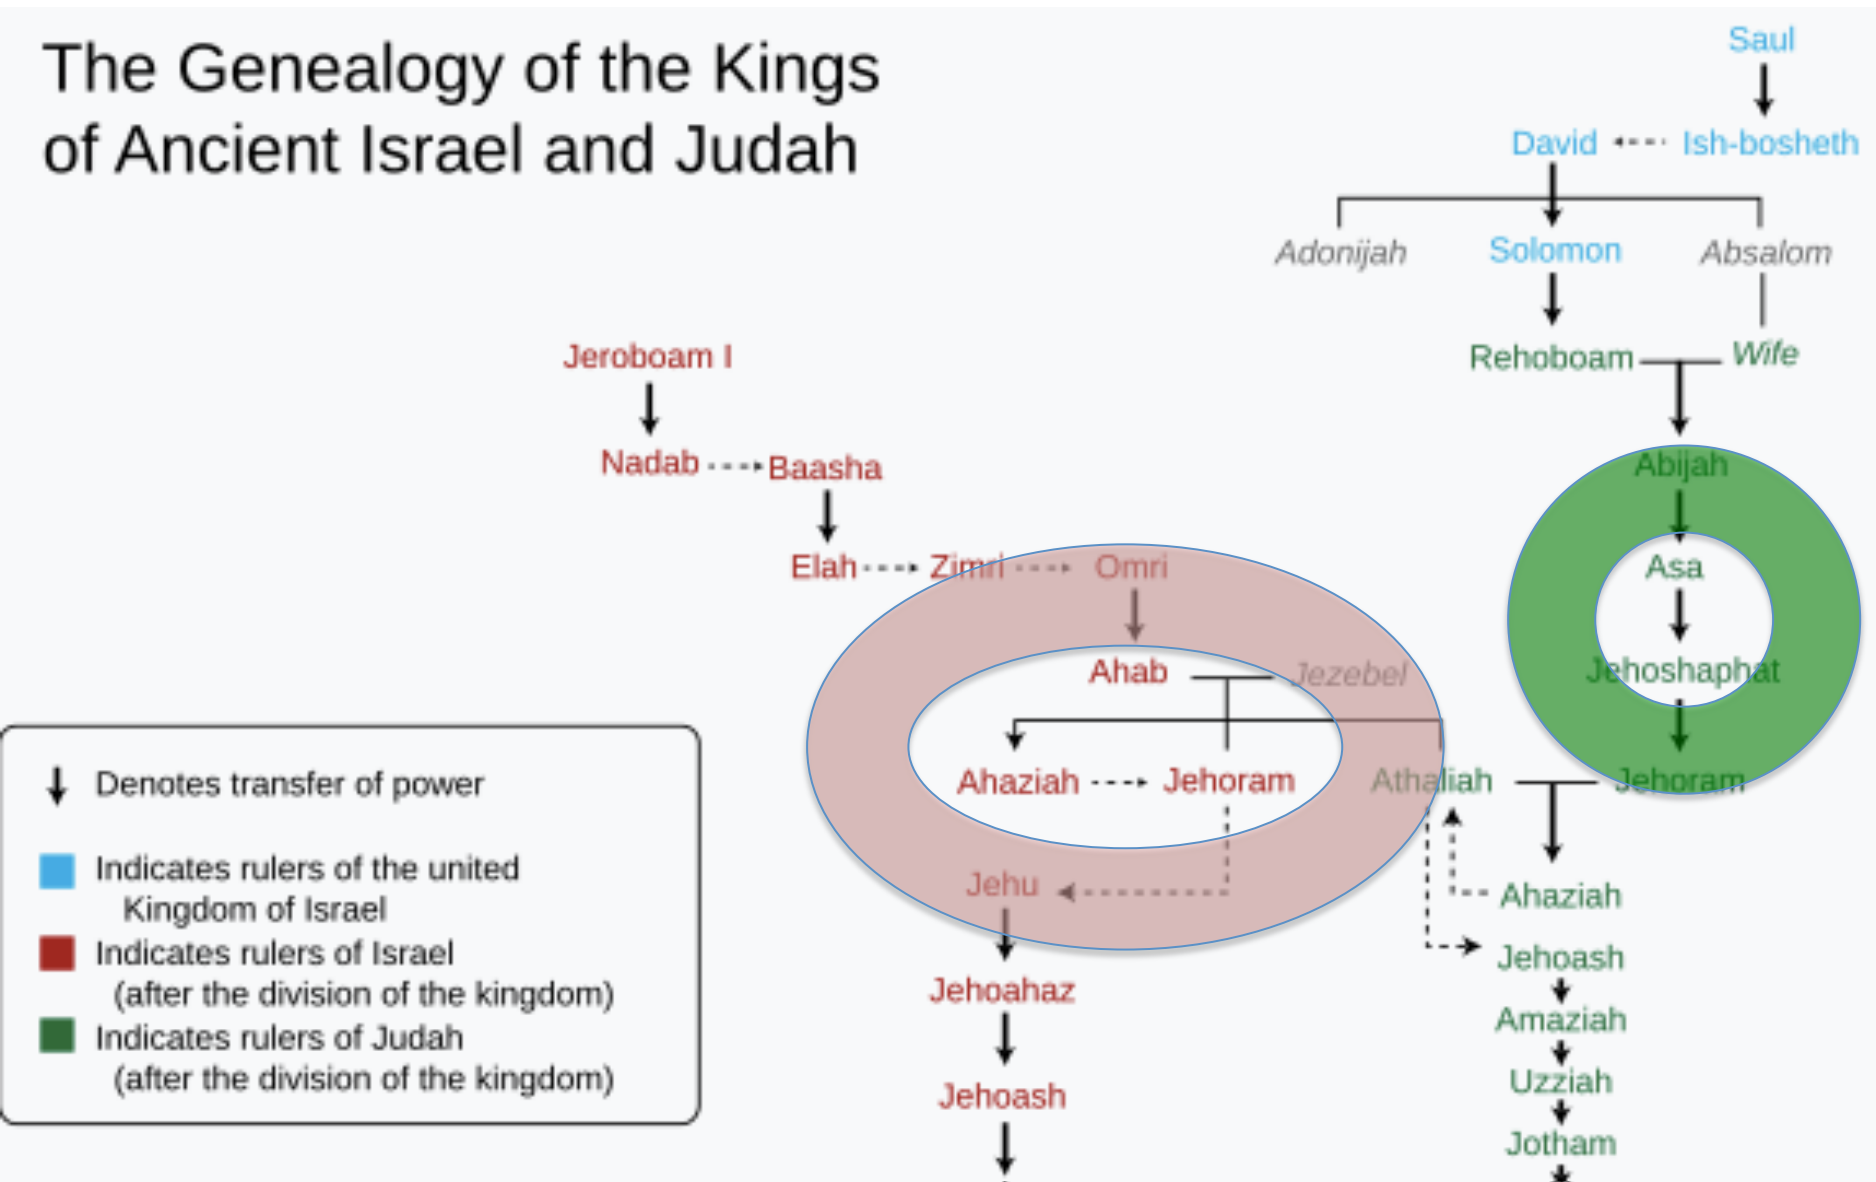 The Genealogy of the Kings
of Ancient Israel and Judah
Saul
David Ish-bosheth
Adonijah Solomon Absalom
Jeroboam I Rehoboam Wife
Nadab Baasha Abijah
Elah Zimri Omri Asa
Ahab Jezebel Jehoshaphat
Ahaziah Jehoram Athaliah Jehoram
Jehu Ahaziah
Jehoash
Jehoahaz
Amaziah
Uzziah
Jehoash
Jotham
Denotes transfer of power
Indicates rulers of the united
Kingdom of Israel
Indicates rulers of Israel
(after the division of the kingdom)
Indicates rulers of Judah
(after the division of the kingdom)